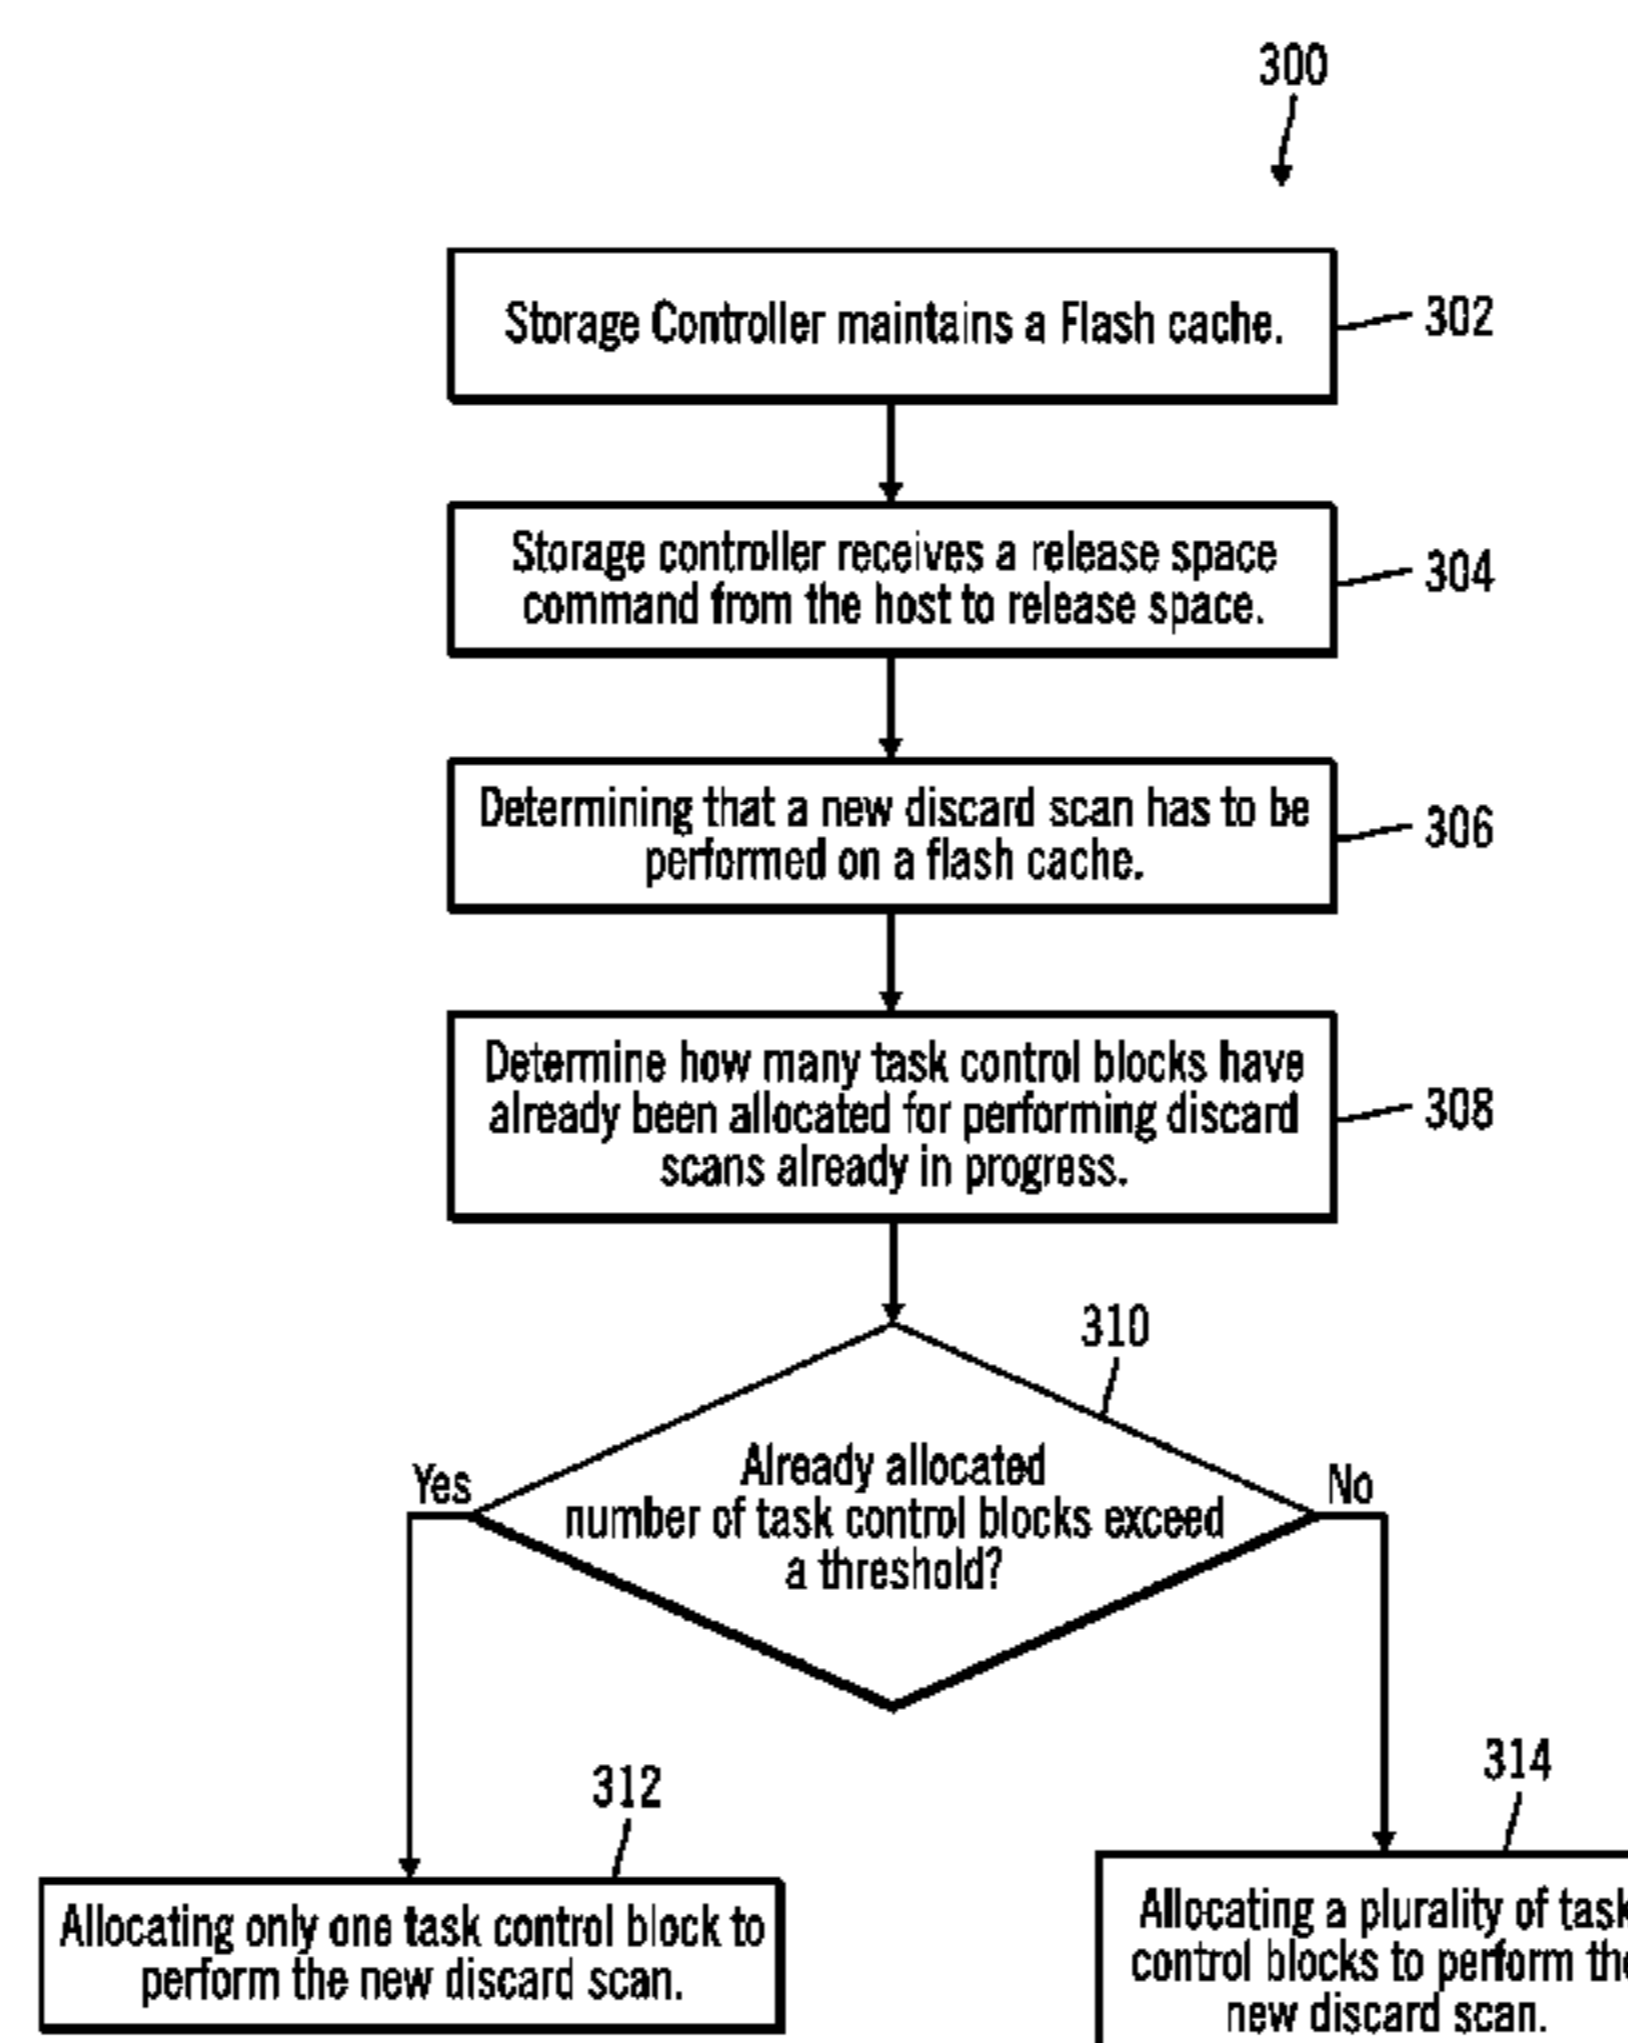 300
Storage Controller maintains a Flash cache.
302
Storage controller receives a release space
command from the host to release space.
304
Determining that a new discard scan has to be
performed on a flash cache.
306
Determine how many task control blocks have
already been allocated for performing discard
scans already in progress.
308
310
Already allocated
number of task control blocks exceed
a threshold?
Yes
No
312
Allocating only one task control block to
perform the new discard scan.
314
Allocating a plurality of task
control blocks to perform the
new discard scan.